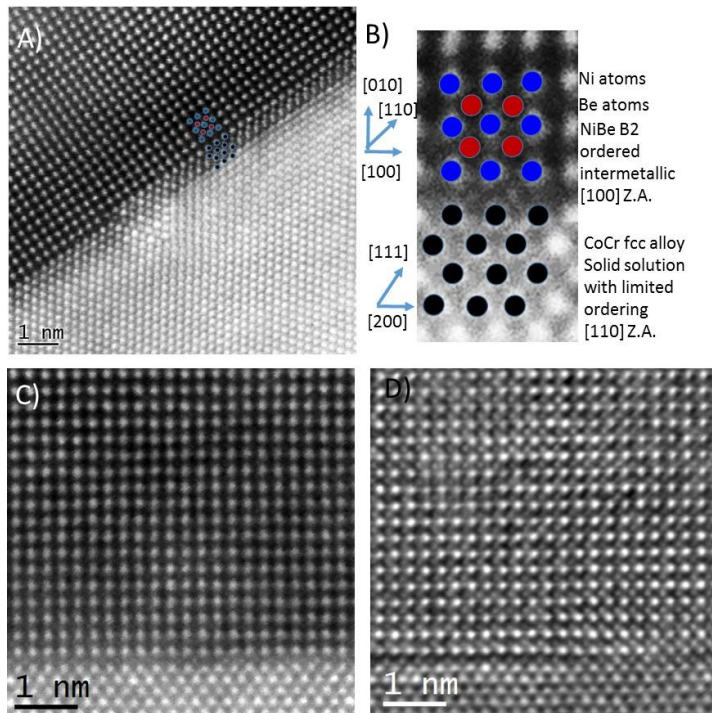 A)
1 nm
B)
[010]
[110]
[100]
[111]
[200]
Ni atoms
Be atoms
NiBe B2
ordered
intermetallic
[100] Z.A.
CoCr fcc alloy
Solid solution
with limited
ordering
[110] Z.A.
C)
1 nm
D)
1 nm